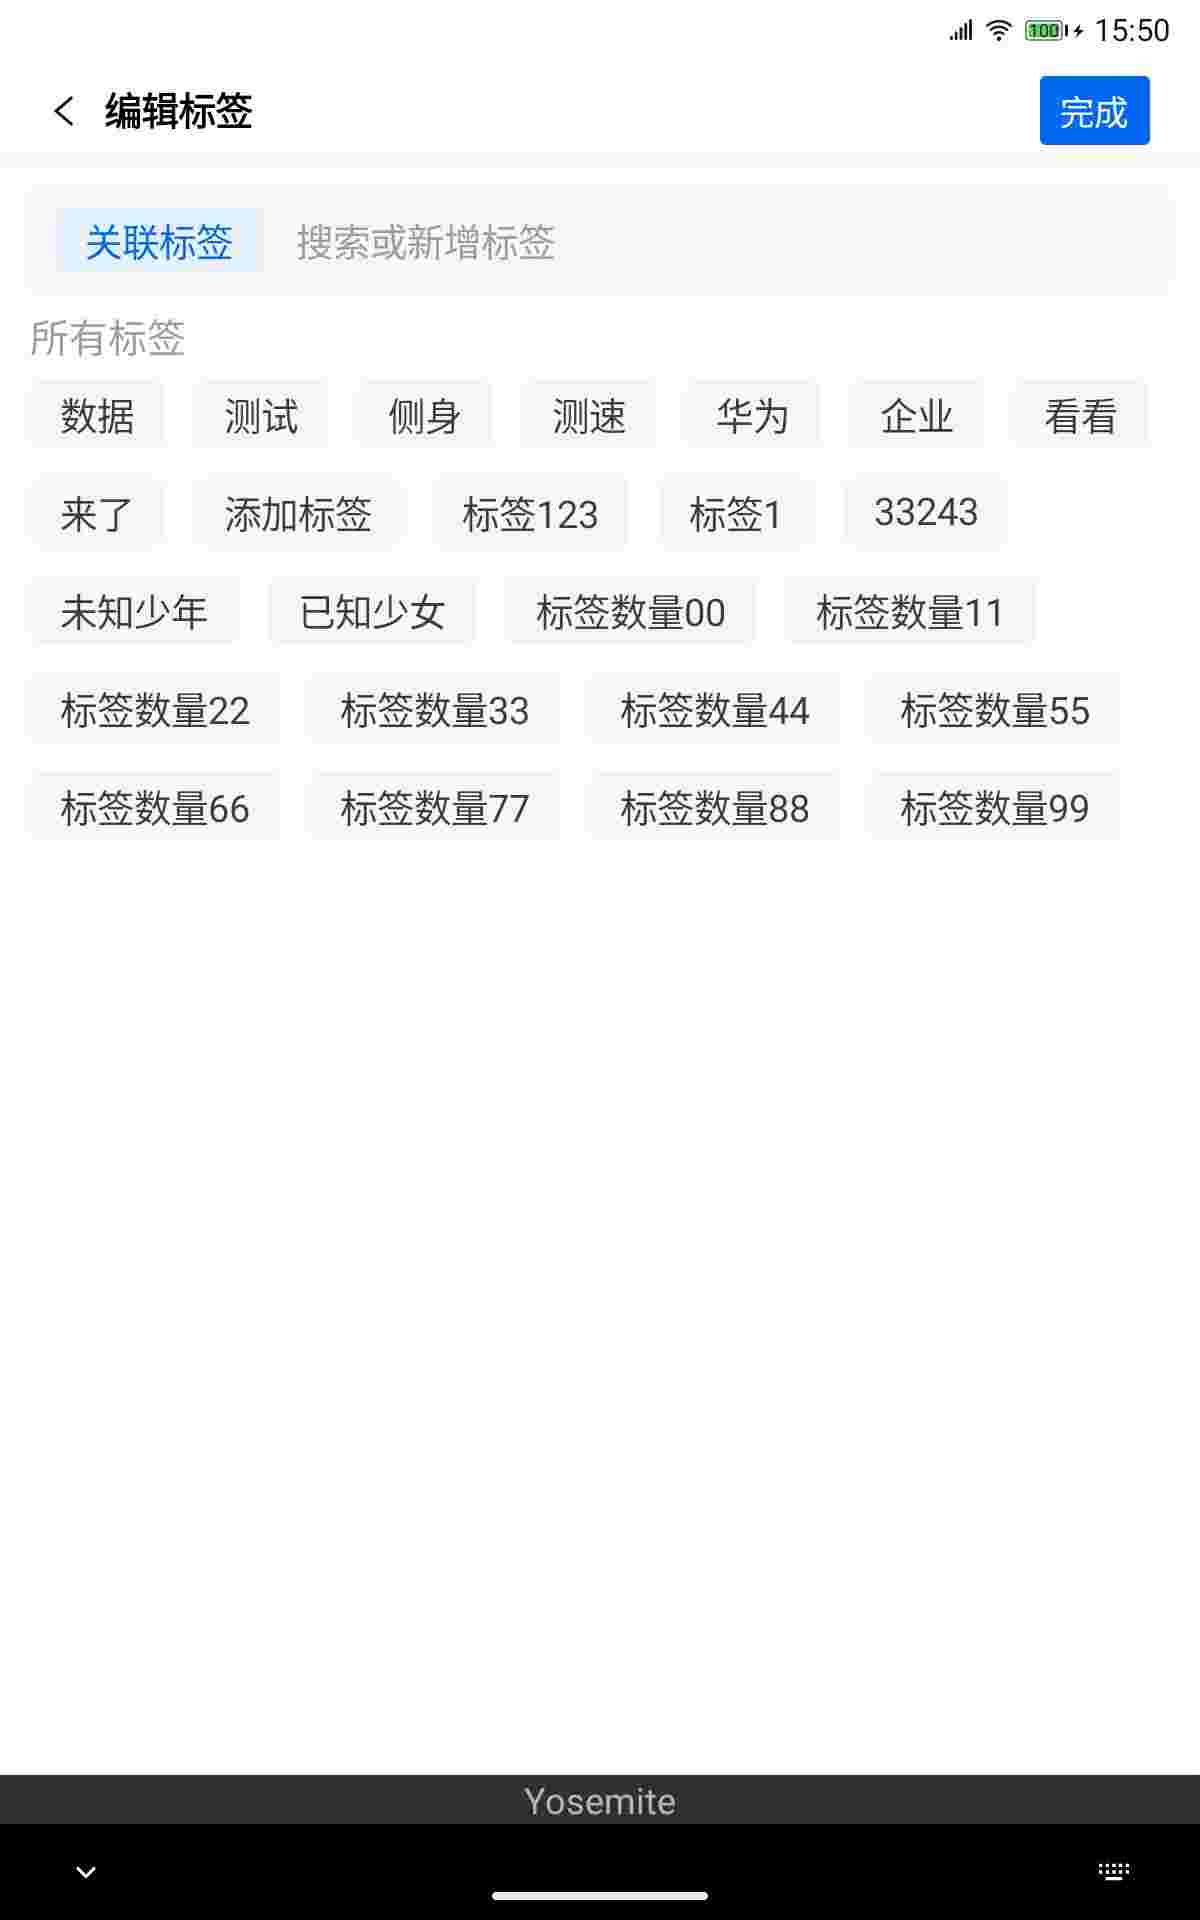 100 15:50
编辑标签 完成
关联标签 搜索或新增标签
所有标签
数据 测试 侧身 测速 华为 企业 看看
来了 添加标签 标签123 标签1 33243
未知少年 已知少女 标签数量00 标签数量11
标签数量22 标签数量33 标签数量44 标签数量55
标签数量66 标签数量77 标签数量88 标签数量99
Yosemite